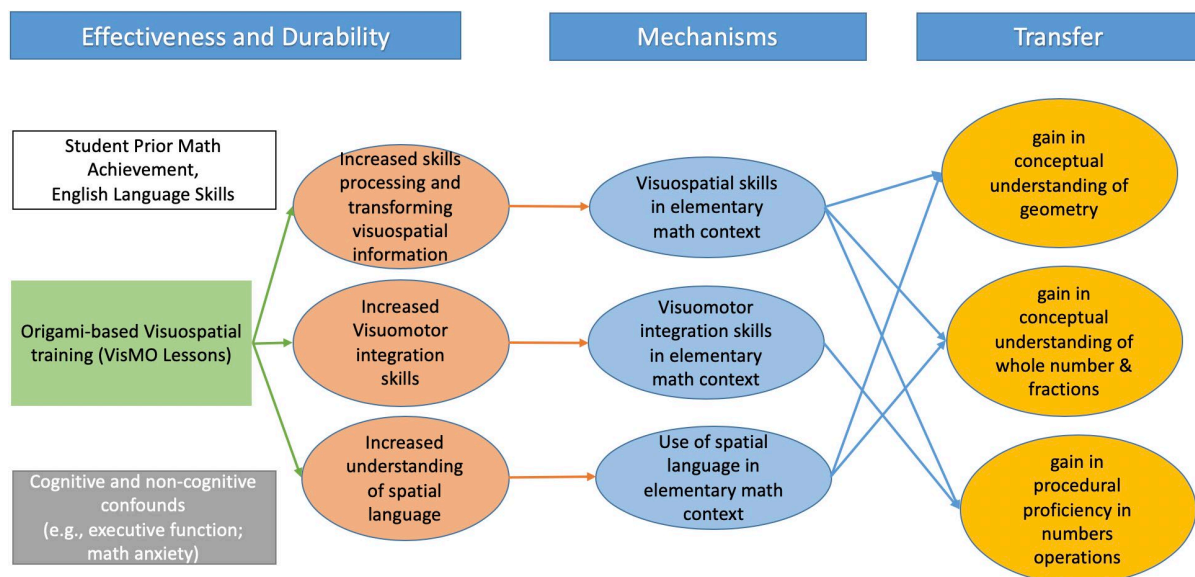 Effectiveness and Durability
Mechanisms
Transfer
Student Prior Math
Achievement,
English Language Skills
Origami-based Visuospatial
training (VisMO Lessons)
Cognitive and non-cognitive
confounds
(e.g., executive function;
math anxiety)
Increased skills
processing and
transforming
visuospatial
information
Increased
Visuomotor
integration
skills
Increased
understanding
of spatial
language
Visuospatial skills
in elementary
math context
Visuomotor
integration skills
in elementary
math context
Use of spatial
language in
elementary math
context
gain in
conceptual
understanding of
geometry
gain in
conceptual
understanding of
whole number &
fractions
gain in
procedural
proficiency in
numbers
operations